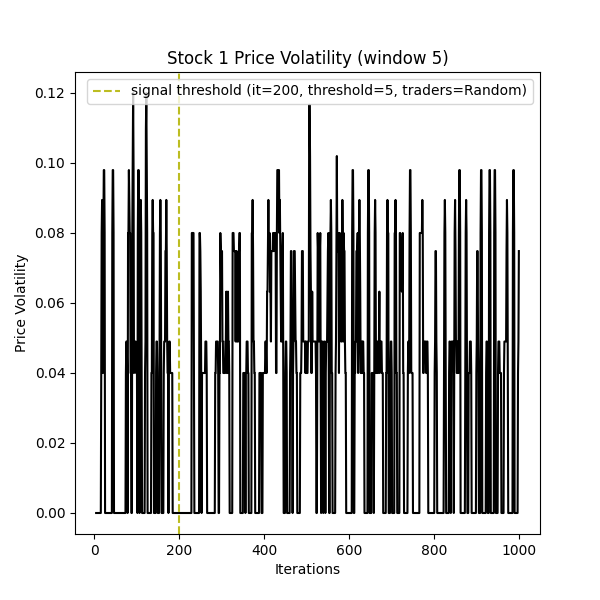 Stock 1 Price Volatility (window 5)
signal threshold (it=200, threshold=5, traders=Random)
0.12
0.10
0.08
0.06
0.04
0.02
0.00
Price Volatility
0 200 400 600 800 1000
Iterations